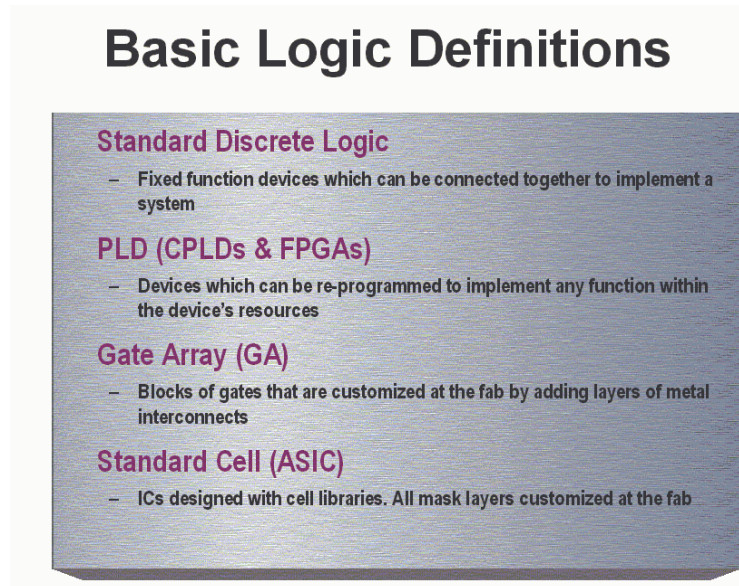 Basic Logic Definitions
Standard Discrete Logic
– Fixed function devices which can be connected together to implement a
system
PLD (CPLDs & FPGAs)
– Devices which can be re-programmed to implement any function within
the device's resources
Gate Array (GA)
– Blocks of gates that are customized at the fab by adding layers of metal
interconnects
Standard Cell (ASIC)
– ICs designed with cell libraries. All mask layers customized at the fab